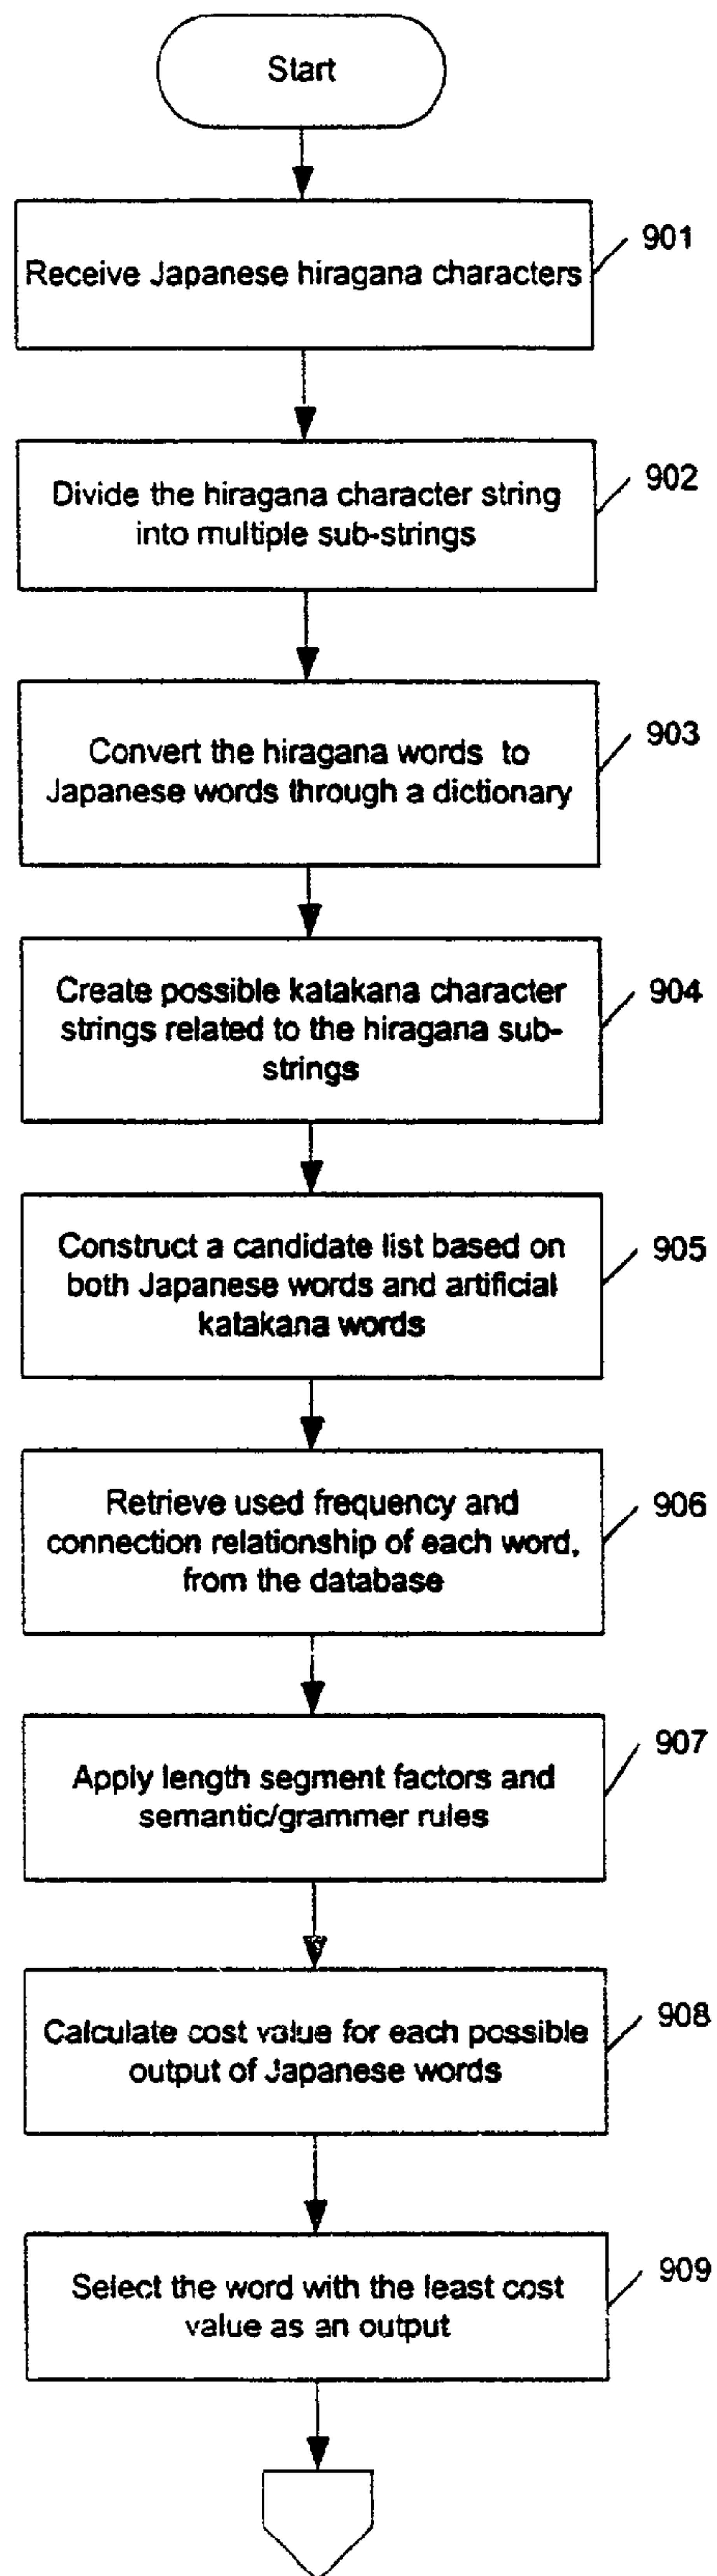 Start
Receive Japanese hiragana characters
901
Divide the hiragana character string
into multiple sub-strings
902
Convert the hiragana words to
Japanese words through a dictionary
903
Create possible katakana character
strings related to the hiragana sub-
strings
904
Construct a candidate list based on
both Japanese words and artificial
katakana words
905
Retrieve used frequency and
connection relationship of each word,
from the database
906
Apply length segment factors and
semantic/grammer rules
907
Calculate cost value for each possible
output of Japanese words
908
Select the word with the least cost
value as an output
909